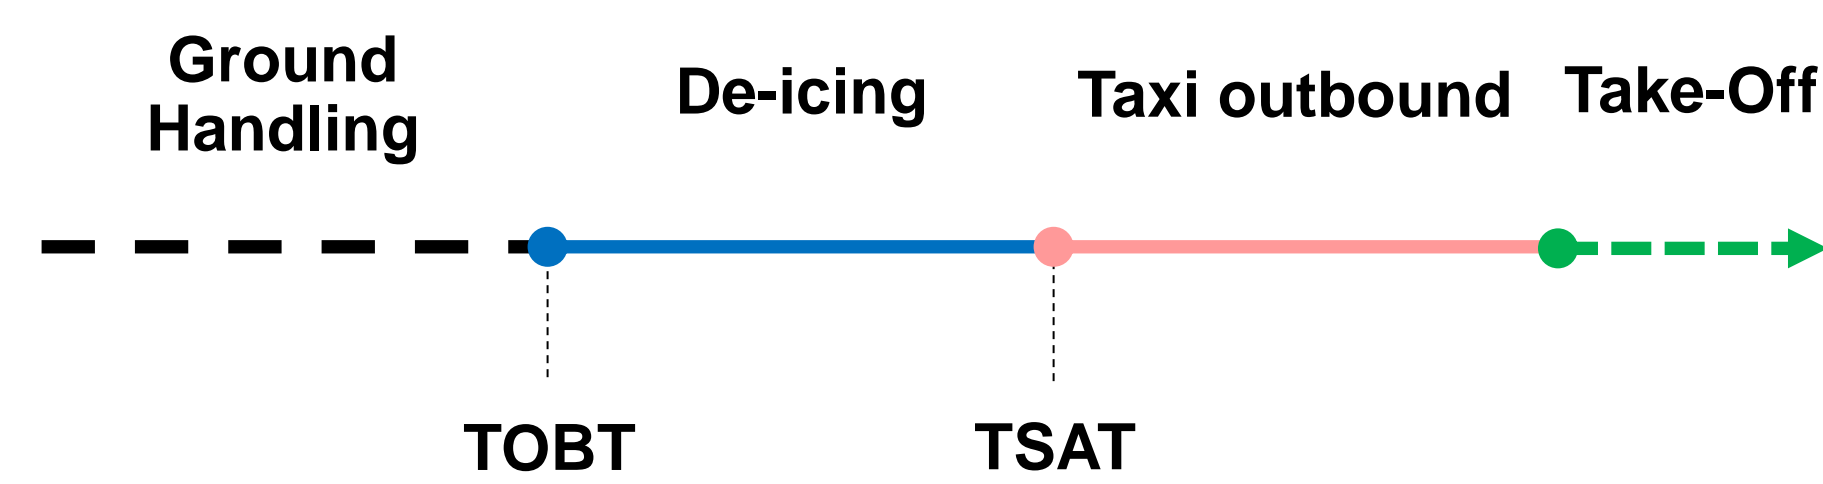 Ground
Handling
De-icing
Taxi outbound
Take-Off
TOBT
TSAT